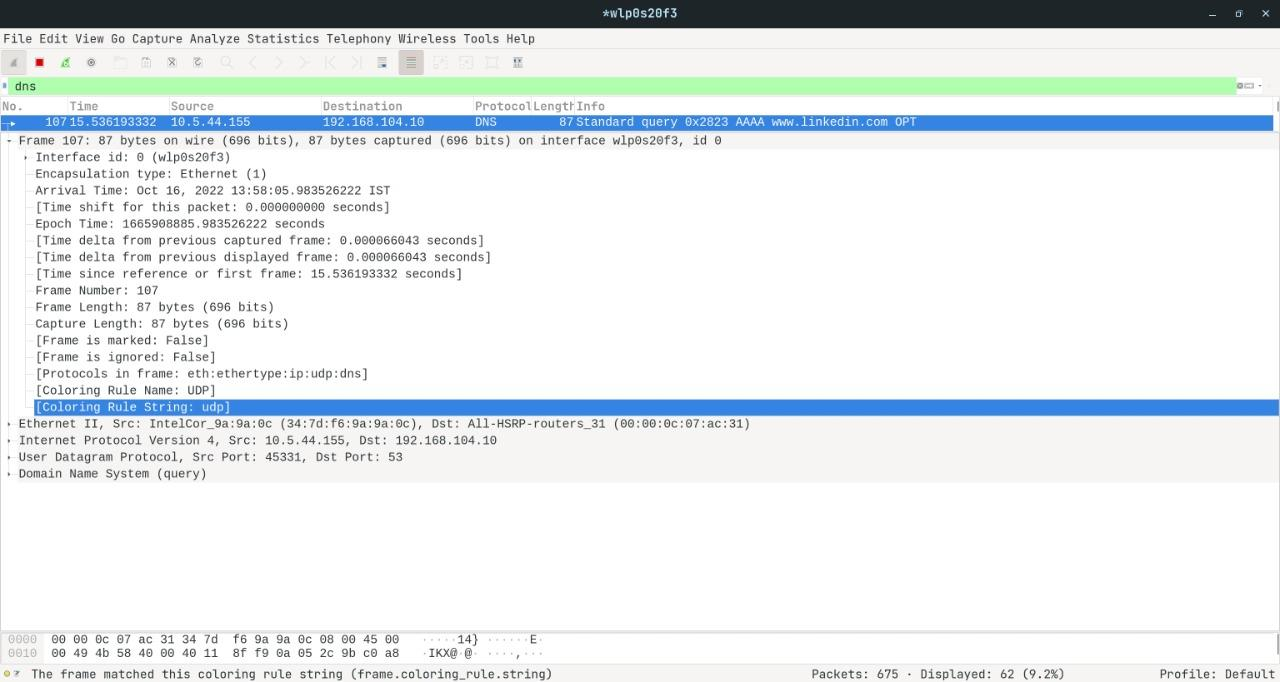 *wlp0s20f3
File Edit View Go Capture Analyze Statistics Telephony Wireless Tools Help
dns
No. Time Source Destination Protocol Length Info
107 15.536193332 10.5.44.155 192.168.104.10 DNS 87 Standard query 0x2823 AAAA www.linkedin.com OPT
Frame 107: 87 bytes on wire (696 bits), 87 bytes captured (696 bits) on interface wlp0s20f3, id 0
Interface id: 0 (wlp0s20f3)
Encapsulation type: Ethernet (1)
Arrival Time: Oct 16, 2022 13:58:05.983526222 IST
[Time shift for this packet: 0.000000000 seconds]
Epoch Time: 1665908885.983526222 seconds
[Time delta from previous captured frame: 0.000066043 seconds]
[Time delta from previous displayed frame: 0.000066043 seconds]
[Time since reference or first frame: 15.536193332 seconds]
Frame Number: 107
Frame Length: 87 bytes (696 bits)
Capture Length: 87 bytes (696 bits)
[Frame is marked: False]
[Frame is ignored: False]
[Protocols in frame: eth:ethertype:ip:udp:dns]
[Coloring Rule Name: UDP]
[Coloring Rule String: udp]
Ethernet II, Src: IntelCor_9a:9a:0c (34:7d:f6:9a:9a:0c), Dst: All-HSRP-routers_31 (00:00:0c:07:ac:31)
Internet Protocol Version 4, Src: 10.5.44.155, Dst: 192.168.104.10
User Datagram Protocol, Src Port: 45331, Dst Port: 53
Domain Name System (query)
0000 00 00 0c 07 ac 31 34 7d f6 9a 9a 0c 08 00 45 00 ·····14} ······E·
0010 00 49 4b 58 40 00 40 11 8f f9 0a 05 2c 9b c0 a8 ·IKX@·@· ····,···
The frame matched this coloring rule string (frame.coloring_rule.string)
Packets: 675 · Displayed: 62 (9.2%)
Profile: Default